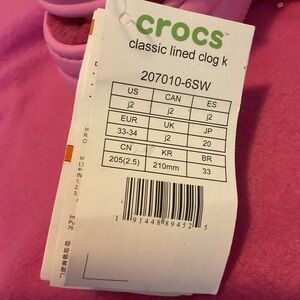 crocs™
classic lined clog k
207010-6SW
US CAN ES
j2 j2 j2
EUR UK JP
33-34 j2 20
CN KR BR
205(2.5) 210mm 33
1 91448 89452 5